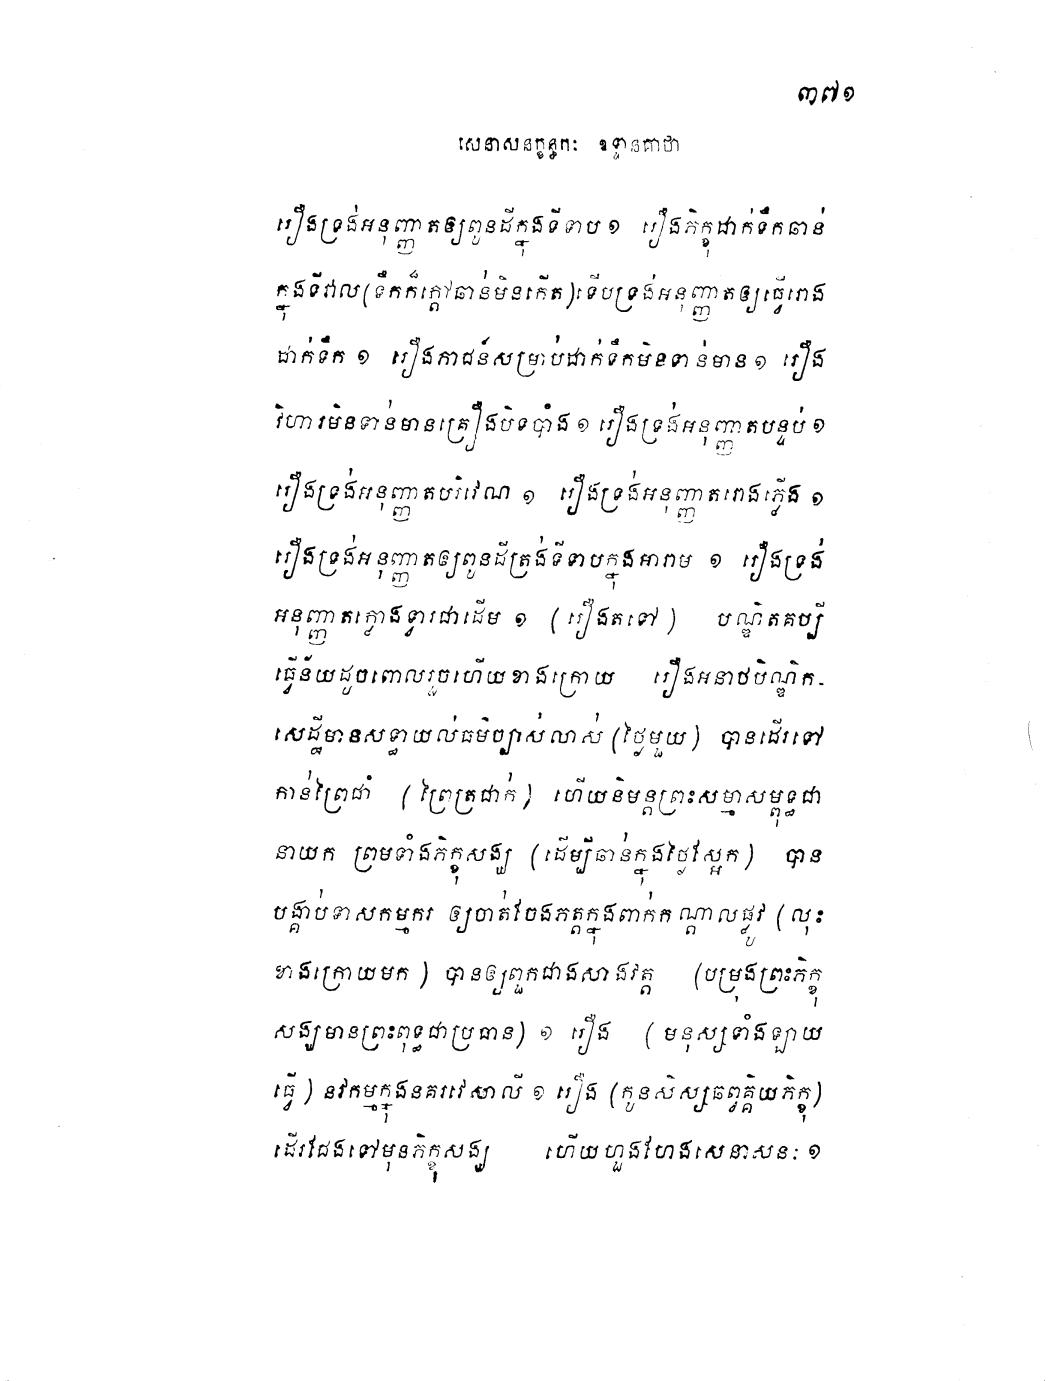 ៣៧១
សេនាសនក្ខន្ធកៈ ឧទ្ទានគាថា
រឿងទ្រង់អនុញ្ញាតឲ្យពូនដីក្នុងទីទាប ១ រឿងភិក្ខុដាក់ទឹកឆាន់
ក្នុងទីវាល (ទឹកក៏ក្តៅឆាន់មិនកើត) ទើបទ្រង់អនុញ្ញាតឲ្យធ្វើរោង
ដាក់ទឹក ១ រឿងភាជន៍សម្រាប់ដាក់ទឹកមិនទាន់មាន ១ រឿង
វិហារមិនទាន់មានគ្រឿងបិទបាំង ១ រឿងទ្រង់អនុញ្ញាតបន្ទប់ ១
រឿងទ្រង់អនុញ្ញាតបរិវេណ ១ រឿងទ្រង់អនុញ្ញាតរោងភ្លើង ១
រឿងទ្រង់អនុញ្ញាតឲ្យពូនដីត្រង់ទីទាបក្នុងអារាម ១ រឿងទ្រង់
អនុញ្ញាតក្លោងទ្វារជាដើម ១ (រឿងតទៅ) បណ្ឌិតគប្បី
ធ្វើន័យដូចពោលរួចហើយខាងក្រោយ រឿងអនាថបិណ្ឌិក-
សេដ្ឋីមានសទ្ធាយល់ធម៌ច្បាស់លាស់ (ថ្ងៃមួយ) បានដើរទៅ
កាន់ព្រៃជាំ (ព្រៃត្រជាក់) ហើយនិមន្តព្រះសម្មាសម្ពុទ្ធជា
នាយក ព្រមទាំងភិក្ខុសង្ឃ (ដើម្បីឆាន់ក្នុងថ្ងៃស្អែក) បាន
បង្គាប់ទាសកម្មករ ឲ្យចាត់ចែងភត្តក្នុងពាក់កណ្តាលផ្លូវ (លុះ
ខាងក្រោយមក) បានឲ្យពួកជាងសាងវត្ត (បម្រុងព្រះភិក្ខុ
សង្ឃមានព្រះពុទ្ធជាប្រធាន) ១ រឿង (មនុស្សទាំងឡាយ
ធ្វើ) នវកម្មក្នុងនគរវេសាលី ១ រឿង (កូនសិស្សឆព្វគ្គិយភិក្ខុ)
ដើរជែងទៅមុនភិក្ខុសង្ឃ ហើយហួងហែងសេនាសនៈ ១